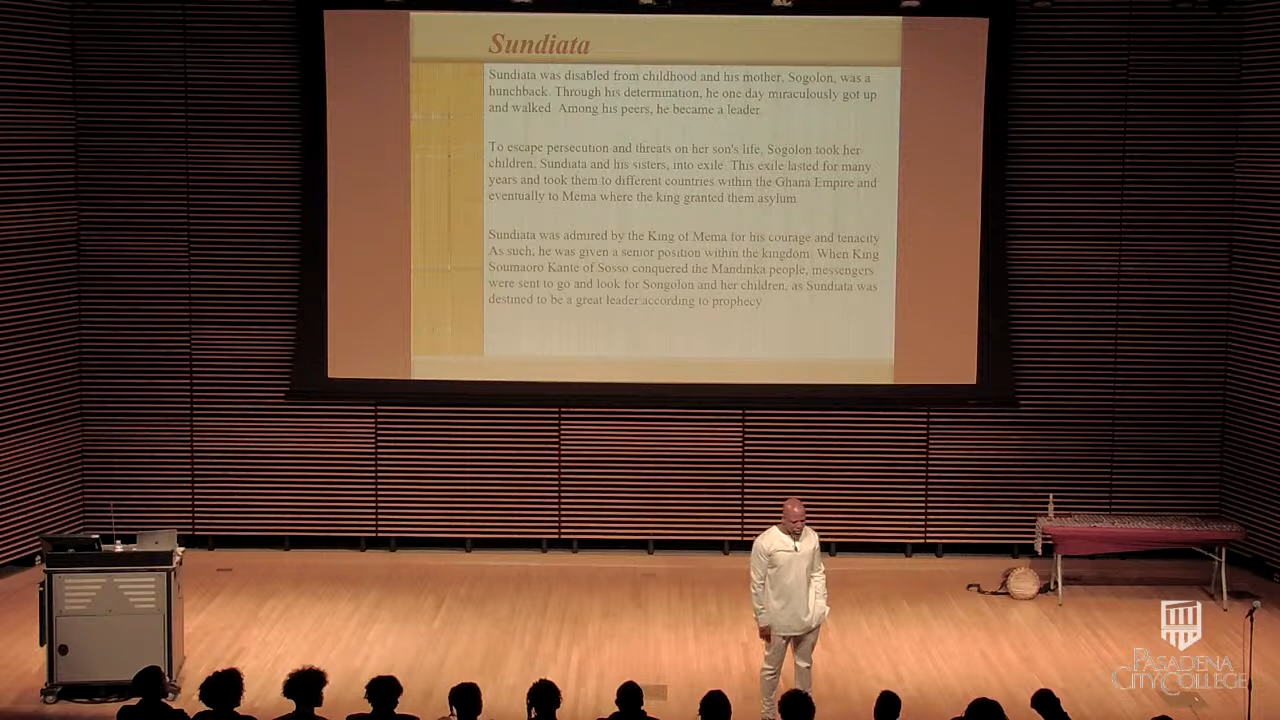 Sundiata
Sundiata was disabled from childhood and his mother, Sogolon, was a
hunchback. Through his determination, he one day miraculously got up
and walked. Among his peers, he became a leader.
To escape persecution and threats on her son's life, Sogolon took her
children, Sundiata and his sisters, into exile. This exile lasted for many
years and took them to different countries within the Ghana Empire and
eventually to Mema where the king granted them asylum.
Sundiata was admired by the King of Mema for his courage and tenacity.
As such, he was given a senior position within the kingdom. When King
Soumaoro Kante of Sosso conquered the Mandinka people, messengers
were sent to go and look for Songolon and her children, as Sundiata was
destined to be a great leader according to prophecy.
PASADENA
CITY COLLEGE